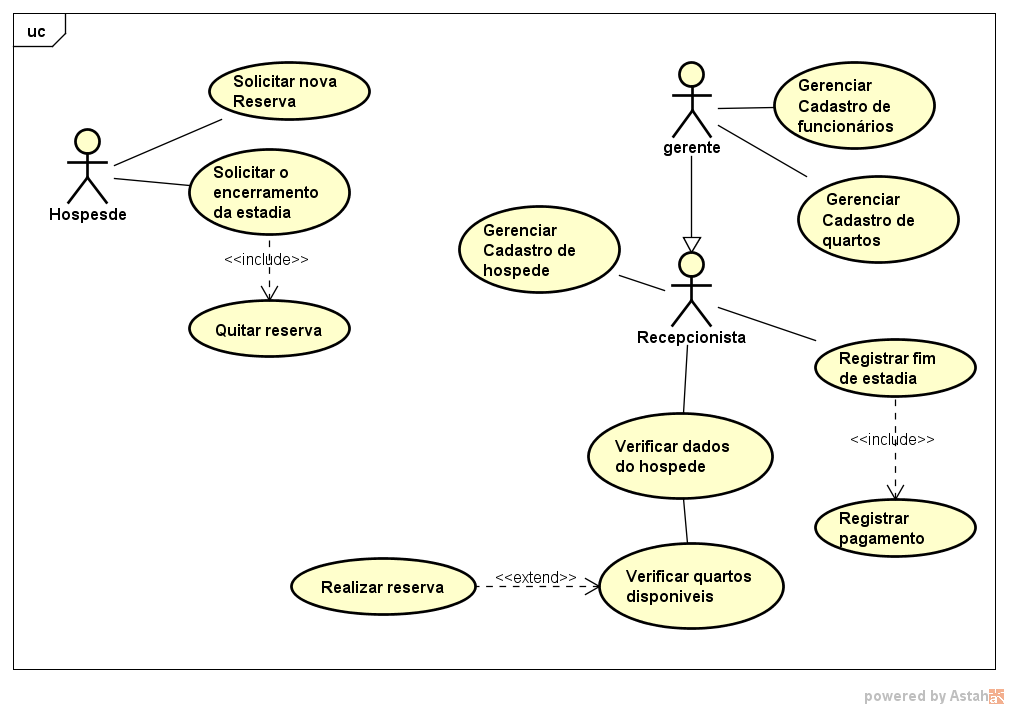 uc
Solicitar nova
Reserva
Hospesde
Solicitar o
encerramento
da estadia
<<include>>
Quitar reserva
gerente
Gerenciar
Cadastro de
funcionários
Gerenciar
Cadastro de
quartos
Gerenciar
Cadastro de
hospede
Recepcionista
Registrar fim
de estadia
<<include>>
Registrar
pagamento
Verificar dados
do hospede
Verificar quartos
disponiveis
<<extend>>
Realizar reserva
powered by Astah